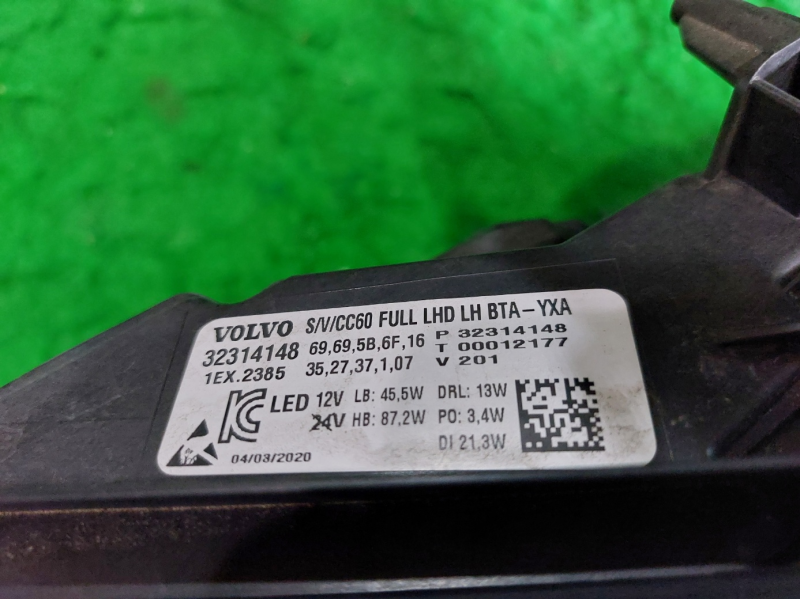 VOLVO S/V/CC60 FULL LHD LH BTA-YXA
32314148 69,69,5B,6F,16 P 32314148
1EX.2385 35,27,37,1,07 T 00012177
V 201
LED 12V LB: 45,5W DRL: 13W
24V HB: 87,2W PO: 3,4W
DI 21,3W
04/03/2020